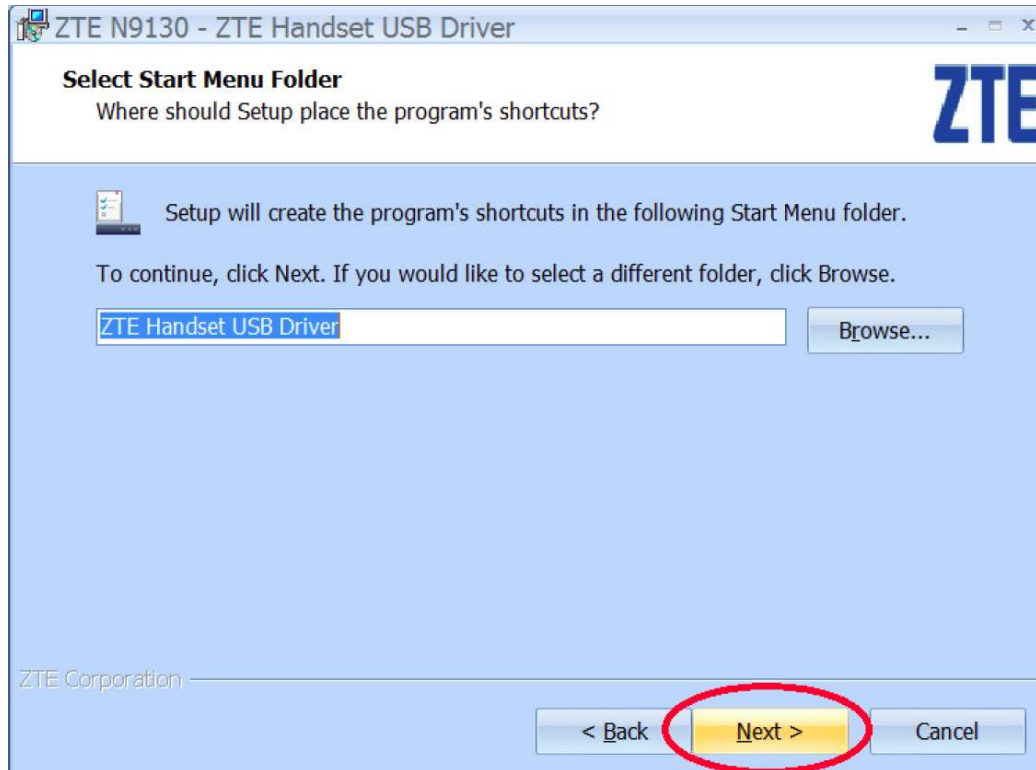 ZTE N9130 - ZTE Handset USB Driver
Select Start Menu Folder
Where should Setup place the program's shortcuts?
ZTE
Setup will create the program's shortcuts in the following Start Menu folder.
To continue, click Next. If you would like to select a different folder, click Browse.
ZTE Handset USB Driver
Browse...
ZTE Corporation
< Back
Next >
Cancel